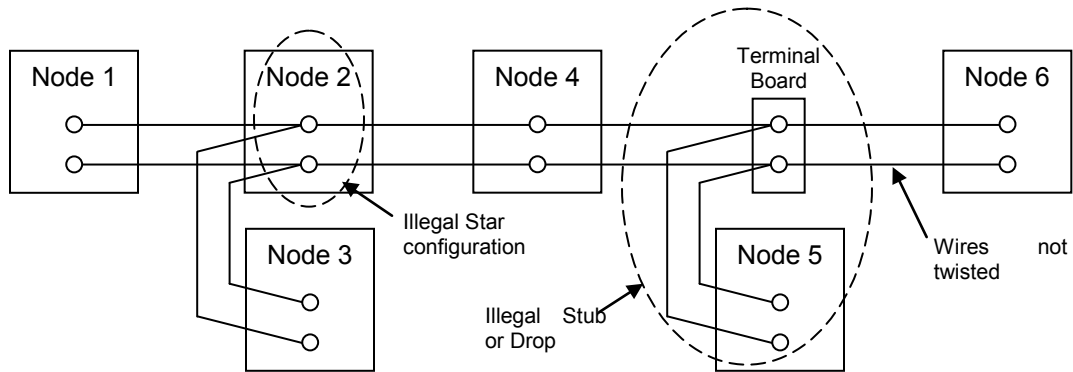 Node 1
Node 2
Node 4
Terminal
Board
Node 6
Illegal Star
configuration
Node 3
Node 5
Wires not
twisted
Illegal Stub
or Drop